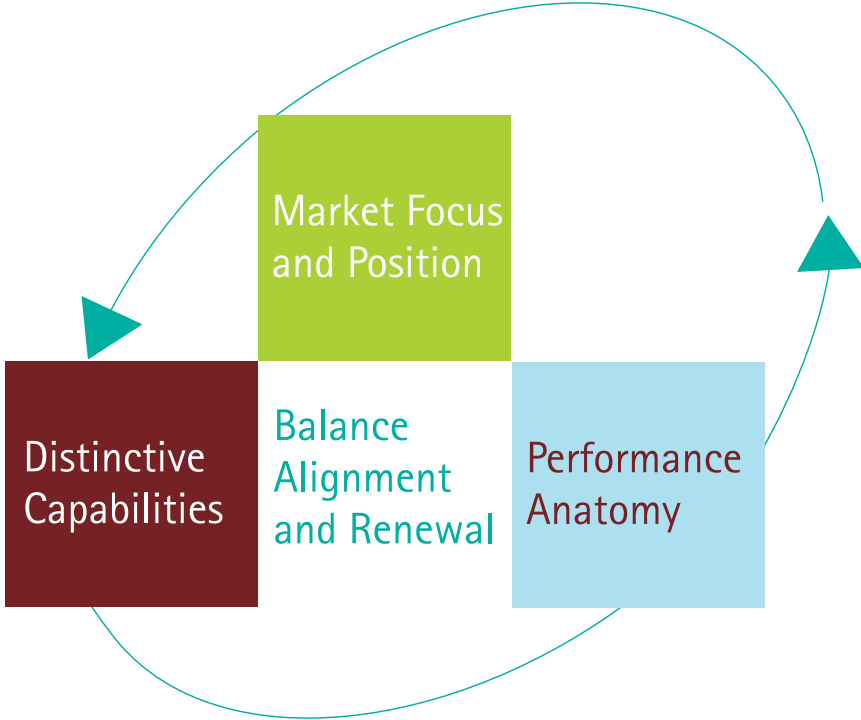 Market Focus
and Position
Distinctive
Capabilities
Balance
Alignment
and Renewal
Performance
Anatomy